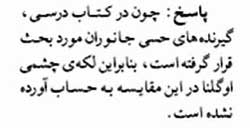 پاسخ: چون در کتاب درسی،
گیرنده‌های حسی جانوران مورد بحث
قرار گرفته است، بنابراین لکه‌ی چشمی
اوگلنا در این مقایسه به حساب آورده
نشده است.